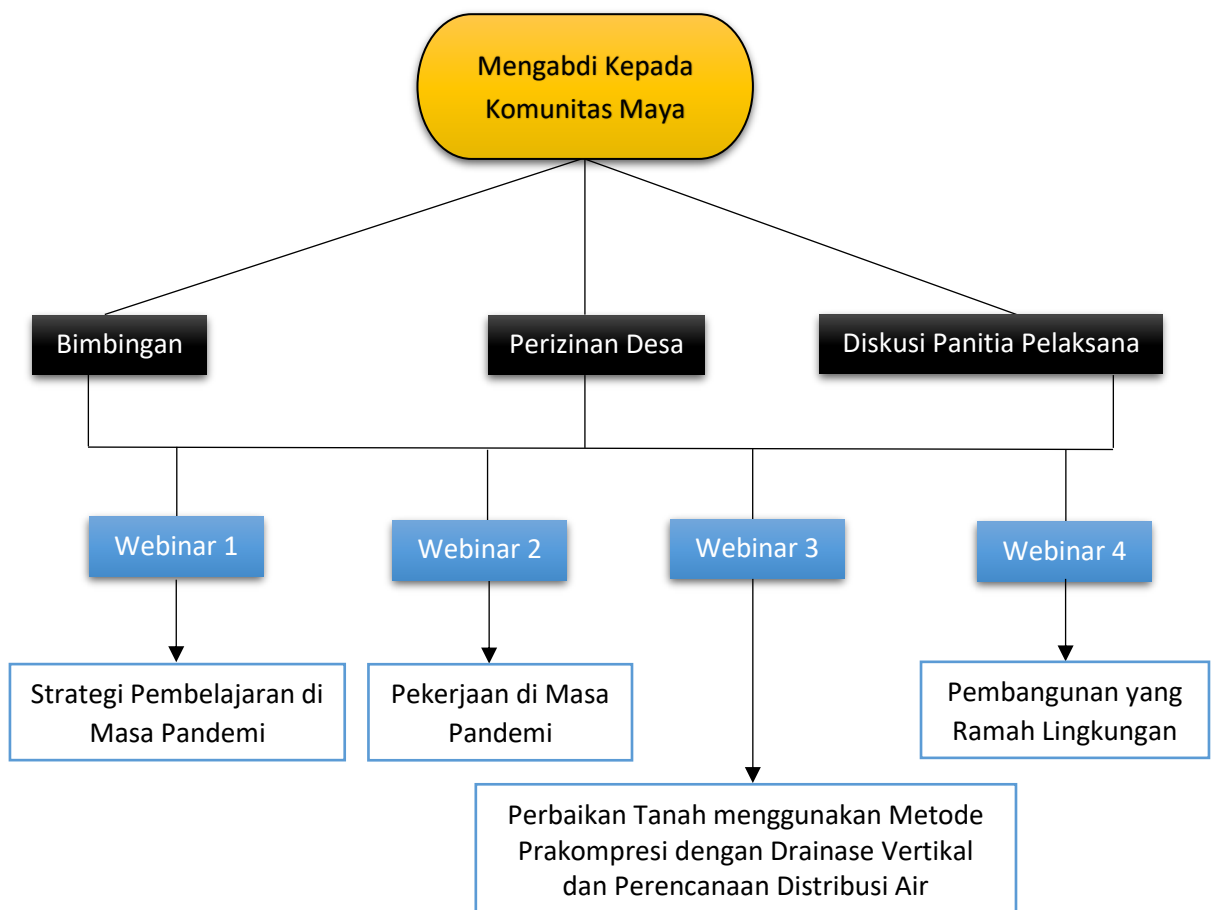 Mengabdi Kepada
Komunitas Maya
Bimbingan
Perizinan Desa
Diskusi Panitia Pelaksana
Webinar 1
Webinar 2
Webinar 3
Webinar 4
Strategi Pembelajaran di
Masa Pandemi
Pekerjaan di Masa
Pandemi
Pembangunan yang
Ramah Lingkungan
Perbaikan Tanah menggunakan Metode
Prakompresi dengan Drainase Vertikal
dan Perencanaan Distribusi Air